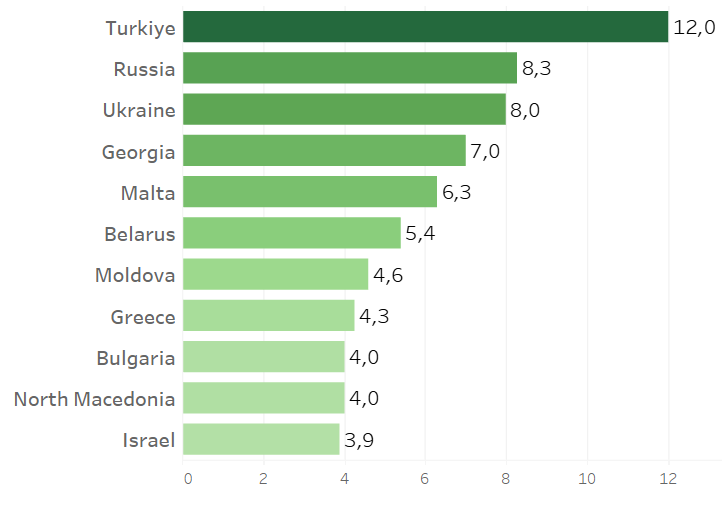 Turkiye 12,0
Russia 8,3
Ukraine 8,0
Georgia 7,0
Malta 6,3
Belarus 5,4
Moldova 4,6
Greece 4,3
Bulgaria 4,0
North Macedonia 4,0
Israel 3,9
0 2 4 6 8 10 12